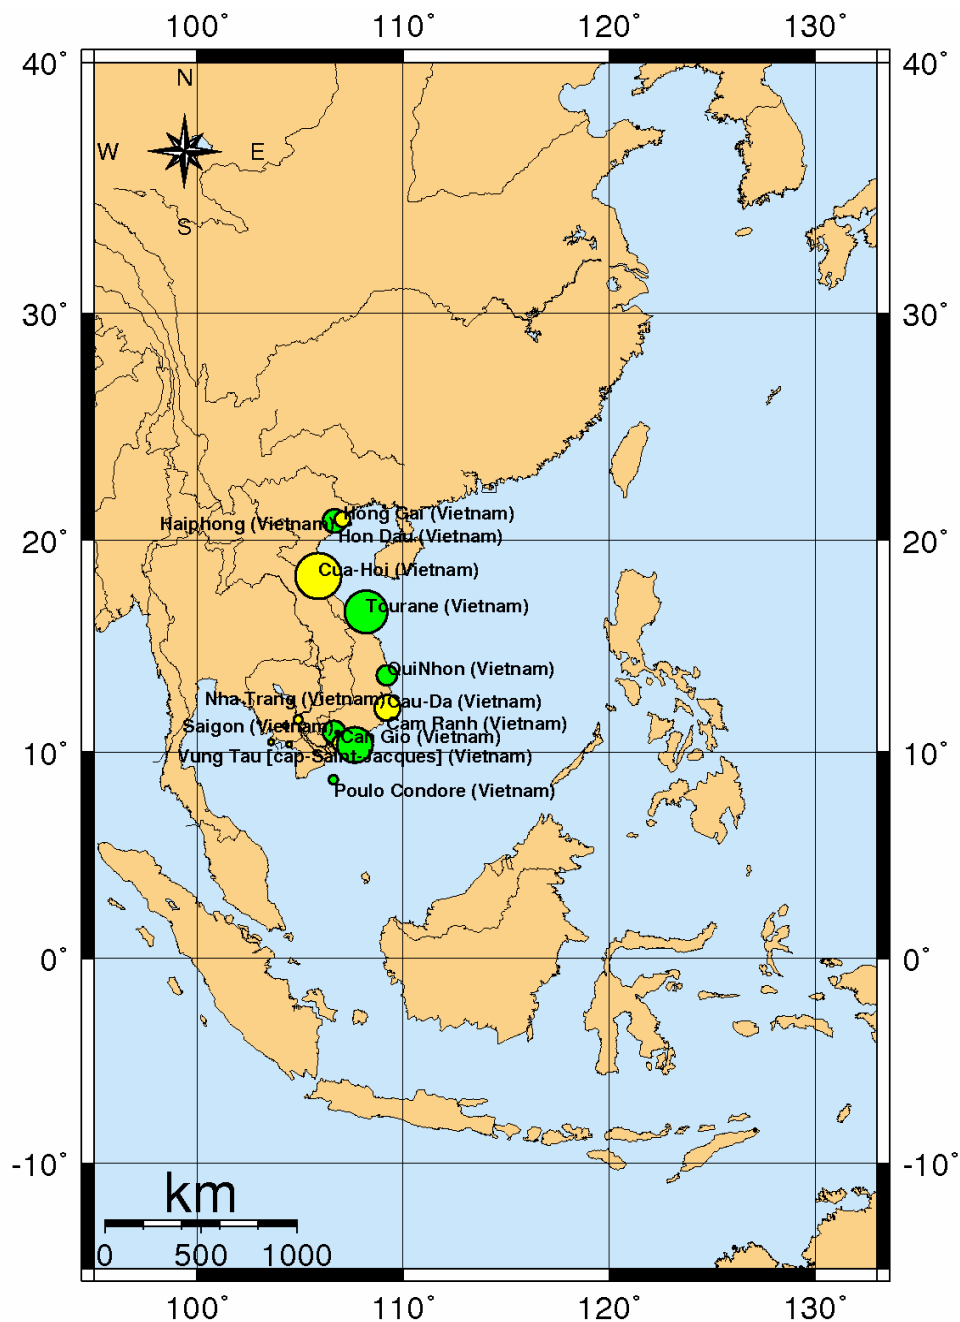 100° 110° 120° 130°
40° 40°
N
W E
S
30° 30°
Hong Gai (Vietnam)
Haiphong (Vietnam)
20° 20°
Hon Dau (Vietnam)
Cua-Hoi (Vietnam)
Tourane (Vietnam)
QuiNhon (Vietnam)
Nha Trang (Vietnam)
Cau-Da (Vietnam)
Cam Ranh (Vietnam)
Saigon (Vietnam)
Can Gio (Vietnam)
10° 10°
Vung Tau [cap-Saint-Jacques] (Vietnam)
Poulo Condore (Vietnam)
0° 0°
-10° -10°
km
0 500 1000
100° 110° 120° 130°